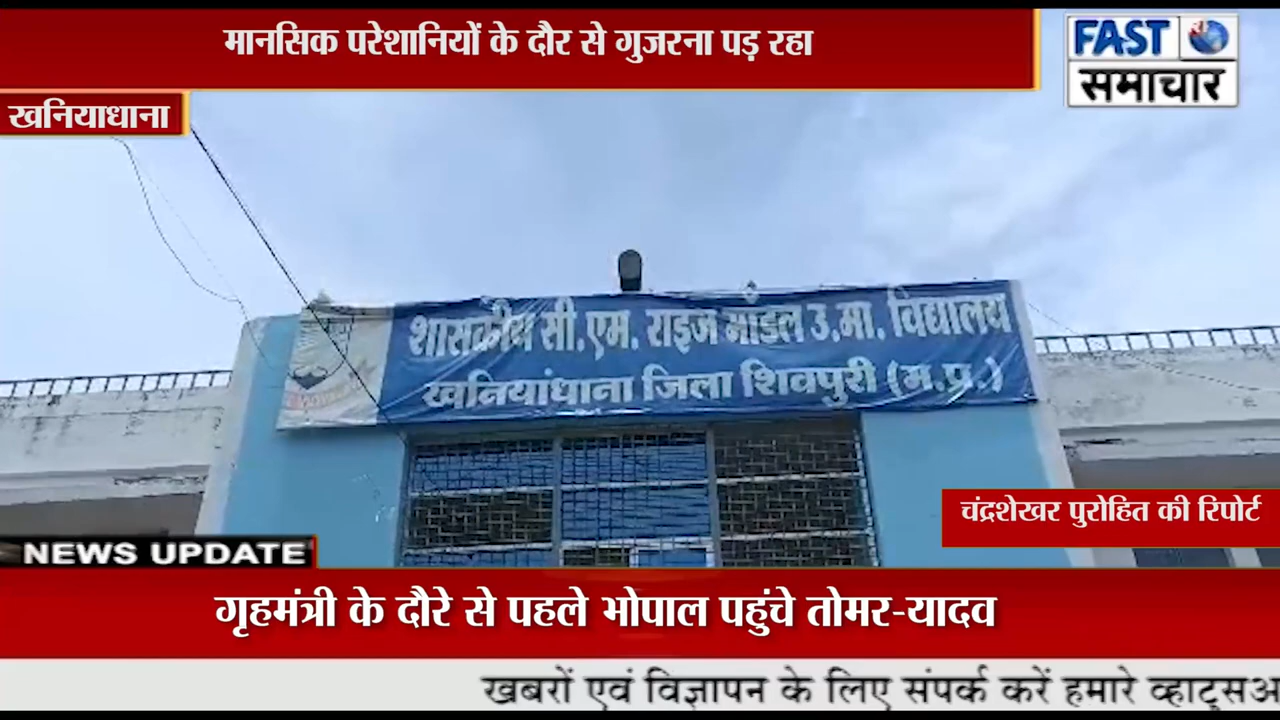 मानसिक परेशानियों के दौर से गुजरना पड़ रहा
FAST
समाचार
खनियाधाना
शासकीय सी.एम. राइज मॉडल उ.मा. विद्यालय
खनियांधाना जिला शिवपुरी (म.प्र.)
चंद्रशेखर पुरोहित की रिपोर्ट
NEWS UPDATE
गृहमंत्री के दौरे से पहले भोपाल पहुंचे तोमर-यादव
खबरों एवं विज्ञापन के लिए संपर्क करें हमारे व्हाट्सअ